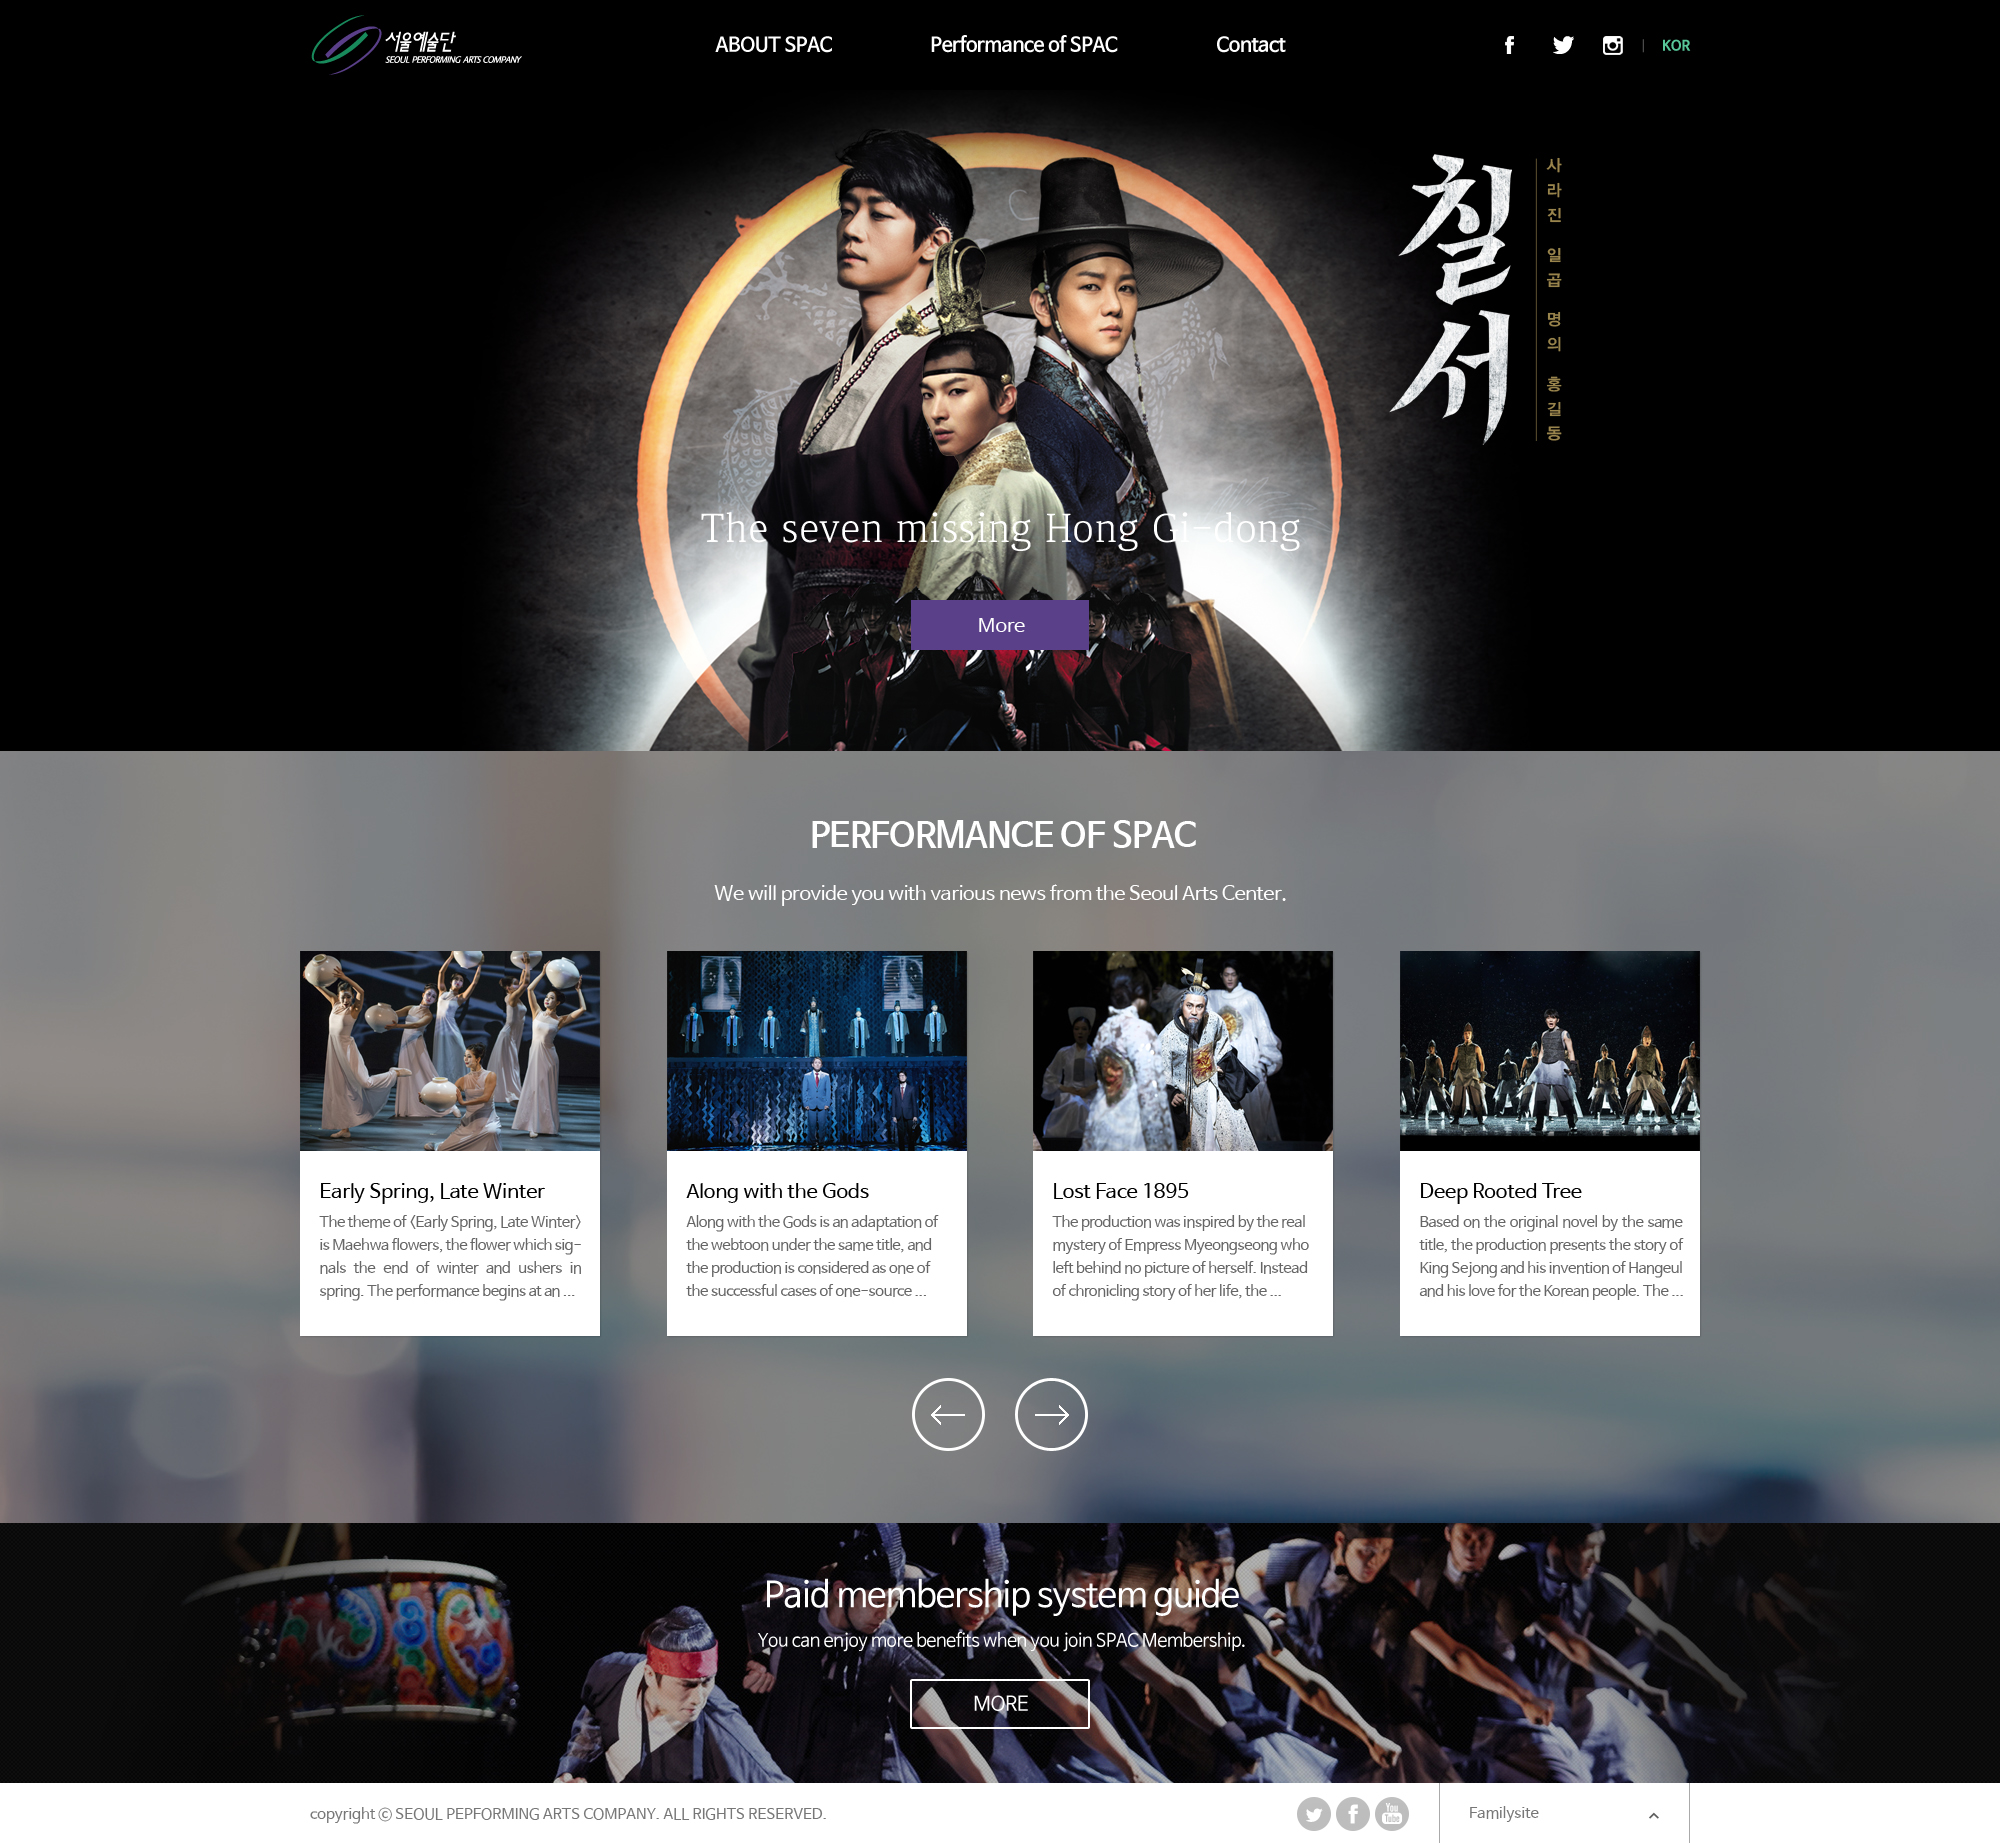 서울예술단
SEOUL PERFORMING ARTS COMPANY
ABOUT SPAC
Performance of SPAC
Contact
KOR
칠서
사라진 일곱 명의 홍길동
The seven missing Hong Gi-dong
More
PERFORMANCE OF SPAC
We will provide you with various news from the Seoul Arts Center.
Early Spring, Late Winter
The theme of <Early Spring, Late Winter>
is Maehwa flowers, the flower which sig-
nals the end of winter and ushers in
spring. The performance begins at an ...
Along with the Gods
Along with the Gods is an adaptation of
the webtoon under the same title, and
the production is considered as one of
the successful cases of one-source ...
Lost Face 1895
The production was inspired by the real
mystery of Empress Myeongseong who
left behind no picture of herself. Instead
of chronicling story of her life, the ...
Deep Rooted Tree
Based on the original novel by the same
title, the production presents the story of
King Sejong and his invention of Hangeul
and his love for the Korean people. The ...
Paid membership system guide
You can enjoy more benefits when you join SPAC Membership.
MORE
copyright © SEOUL PEPFORMING ARTS COMPANY. ALL RIGHTS RESERVED.
You
Tube
Familysite